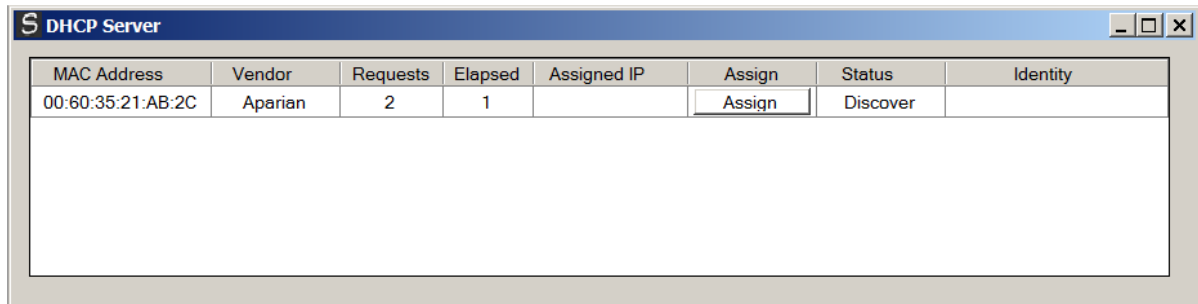 S DHCP Server
MAC Address Vendor Requests Elapsed Assigned IP Assign Status Identity
00:60:35:21:AB:2C Aparian 2 1 Assign Discover